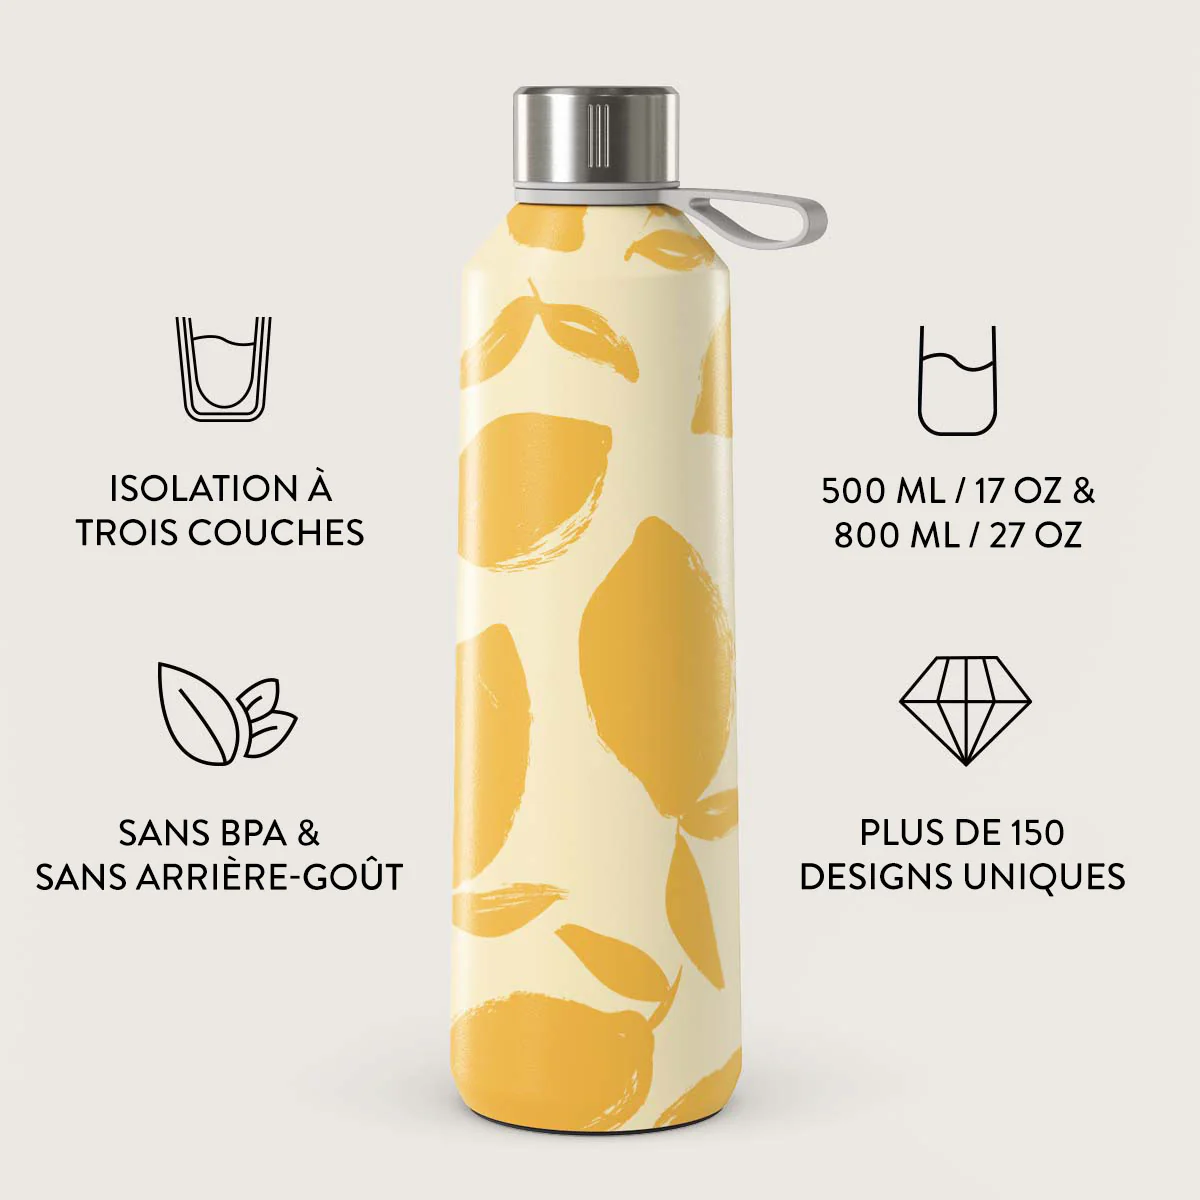 ISOLATION À
TROIS COUCHES
500 ML / 17 OZ &
800 ML / 27 OZ
SANS BPA &
SANS ARRIÈRE-GOÛT
PLUS DE 150
DESIGNS UNIQUES